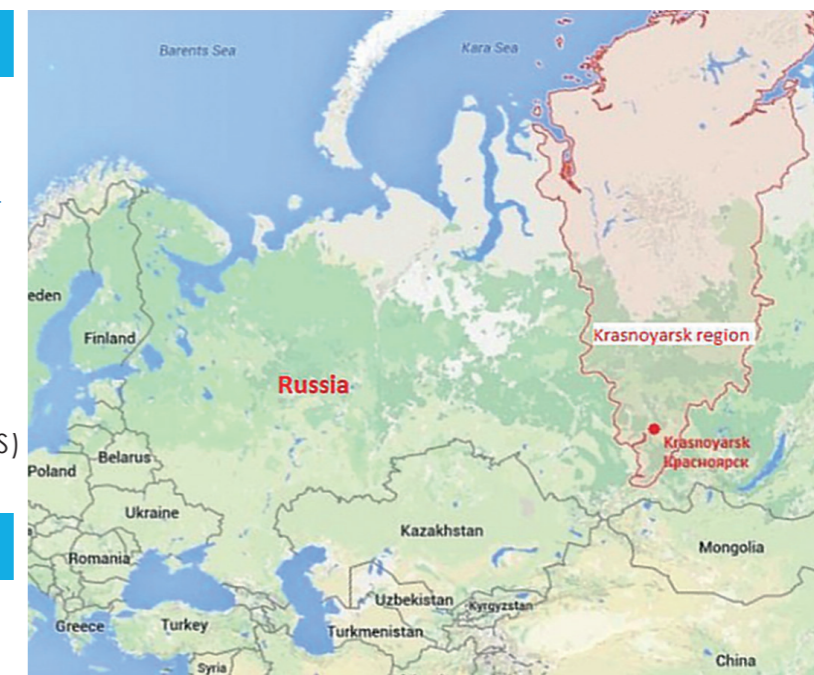 Barents Sea
Kara Sea
eden
Finland
Krasnoyarsk region
Russia
Krasnoyarsk
Красноярск
S)
Poland
Belarus
Ukraine
Kazakhstan
Mongolia
Romania
Uzbekistan
Kyrgyzstan
Greece
Turkey
Turkmenistan
Syria
China